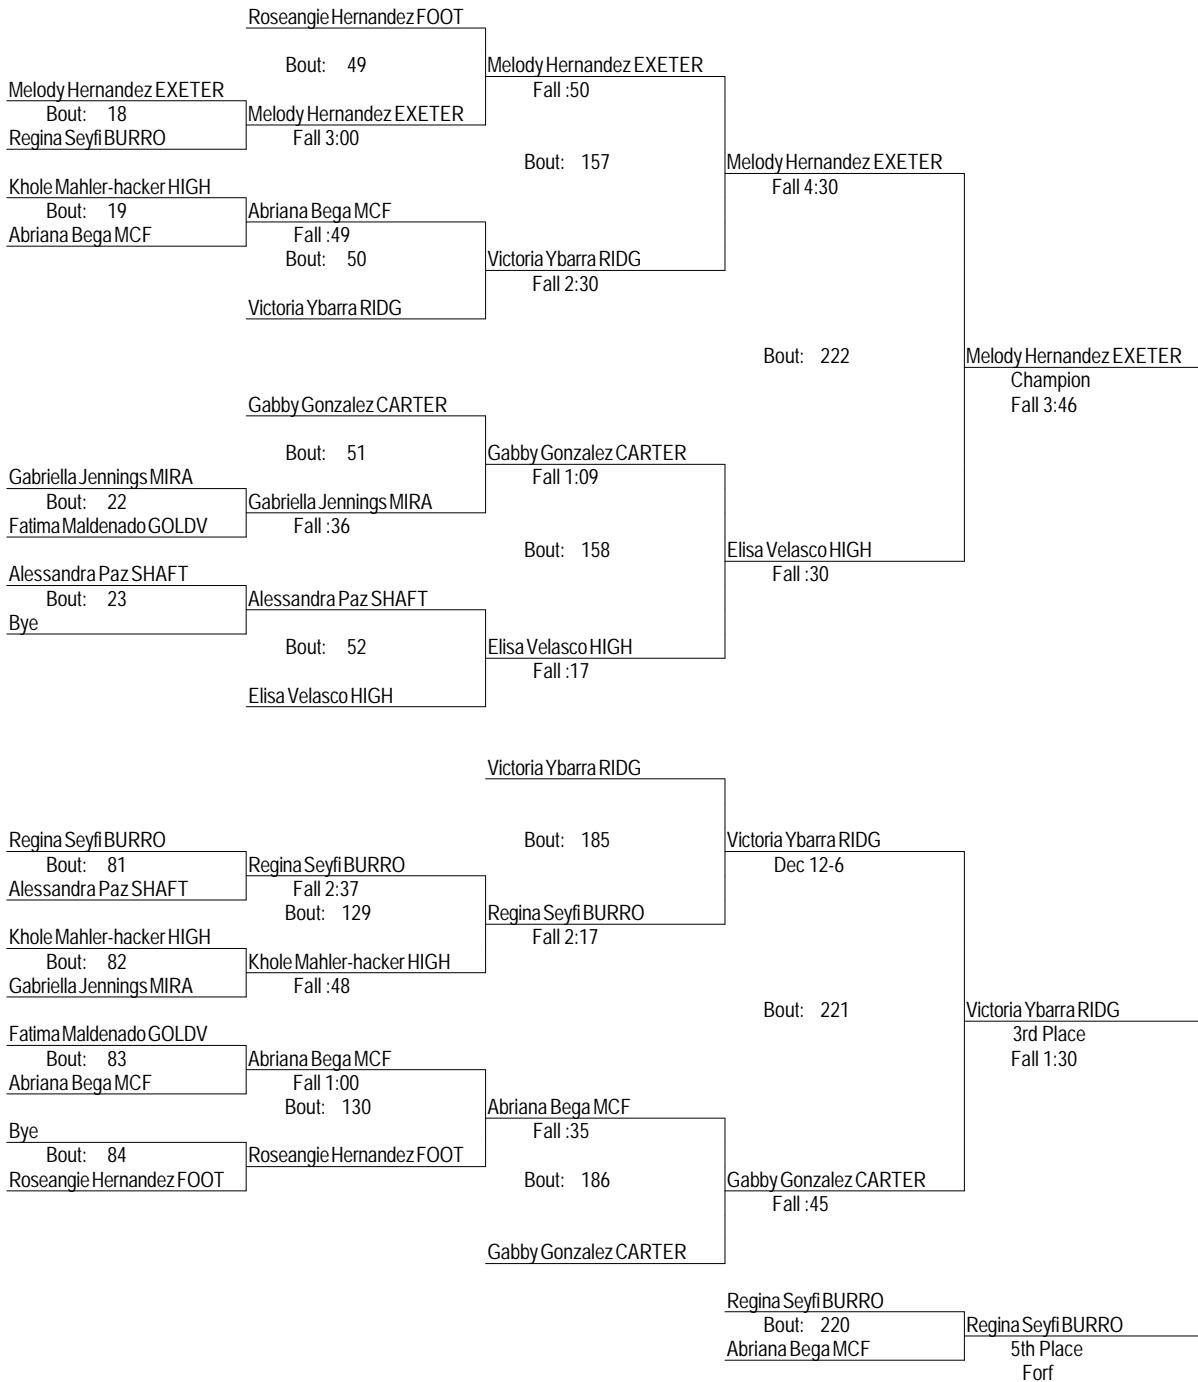 Roseangie Hernandez FOOT
Bout: 49
Melody Hernandez EXETER
Fall :50
Melody Hernandez EXETER
Bout: 18
Melody Hernandez EXETER
Regina Seyfi BURRO
Fall 3:00
Bout: 157
Melody Hernandez EXETER
Fall 4:30
Khole Mahler-hacker HIGH
Bout: 19
Abriana Bega MCF
Abriana Bega MCF
Fall :49
Bout: 50
Victoria Ybarra RIDG
Fall 2:30
Victoria Ybarra RIDG
Bout: 222
Melody Hernandez EXETER
Champion
Fall 3:46
Gabby Gonzalez CARTER
Bout: 51
Gabby Gonzalez CARTER
Fall 1:09
Gabriella Jennings MIRA
Bout: 22
Gabriella Jennings MIRA
Fatima Maldenado GOLDV
Fall :36
Bout: 158
Elisa Velasco HIGH
Fall :30
Alessandra Paz SHAFT
Bout: 23
Alessandra Paz SHAFT
Bye
Bout: 52
Elisa Velasco HIGH
Fall :17
Elisa Velasco HIGH
Victoria Ybarra RIDG
Bout: 185
Victoria Ybarra RIDG
Dec 12-6
Regina Seyfi BURRO
Bout: 81
Regina Seyfi BURRO
Alessandra Paz SHAFT
Fall 2:37
Bout: 129
Regina Seyfi BURRO
Fall 2:17
Khole Mahler-hacker HIGH
Bout: 82
Khole Mahler-hacker HIGH
Gabriella Jennings MIRA
Fall :48
Bout: 221
Victoria Ybarra RIDG
3rd Place
Fall 1:30
Fatima Maldenado GOLDV
Bout: 83
Abriana Bega MCF
Abriana Bega MCF
Fall 1:00
Bout: 130
Abriana Bega MCF
Fall :35
Bye
Bout: 84
Roseangie Hernandez FOOT
Roseangie Hernandez FOOT
Bout: 186
Gabby Gonzalez CARTER
Fall :45
Gabby Gonzalez CARTER
Regina Seyfi BURRO
Bout: 220
Regina Seyfi BURRO
Abriana Bega MCF
5th Place
Forf